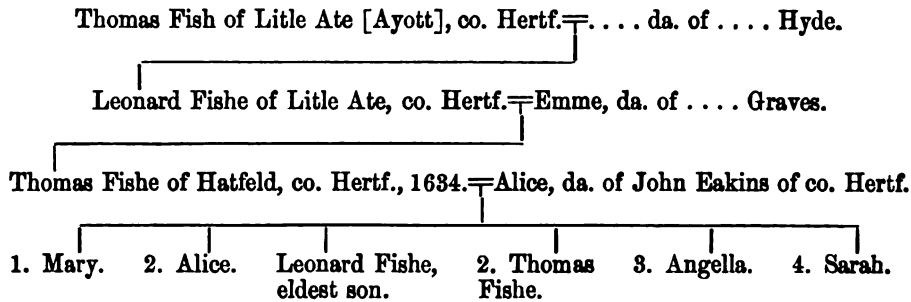 Thomas Fish of Litle Ate [Ayott], co. Hertf.=.... da. of .... Hyde.
Leonard Fishe of Litle Ate, co. Hertf.=Emme, da. of .... Graves.
Thomas Fishe of Hatfeld, co. Hertf., 1634.=Alice, da. of John Eakins of co. Hertf.
1. Mary. 2. Alice. Leonard Fishe, 2. Thomas 3. Angella. 4. Sarah.
eldest son. Fishe.